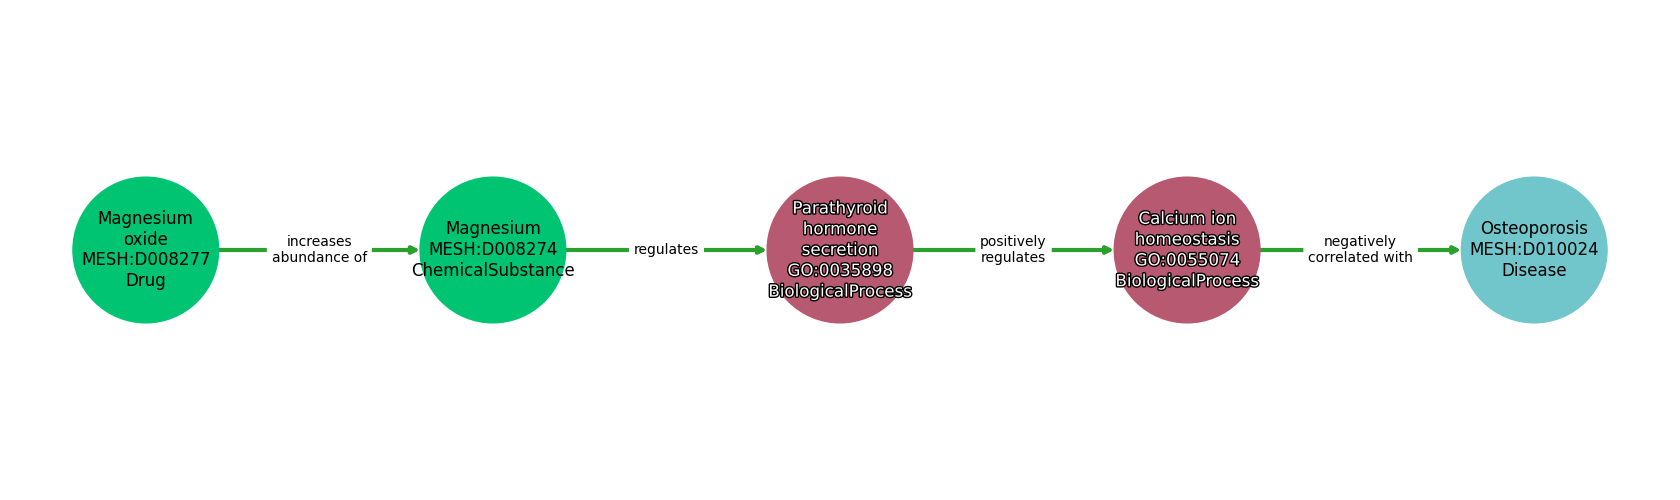 Magnesium
oxide
MESH:D008277
Drug
increases
abundance of
Magnesium
MESH:D008274
ChemicalSubstance
regulates
Parathyroid
hormone
secretion
GO:0035898
BiologicalProcess
positively
regulates
Calcium ion
homeostasis
GO:0055074
BiologicalProcess
negatively
correlated with
Osteoporosis
MESH:D010024
Disease